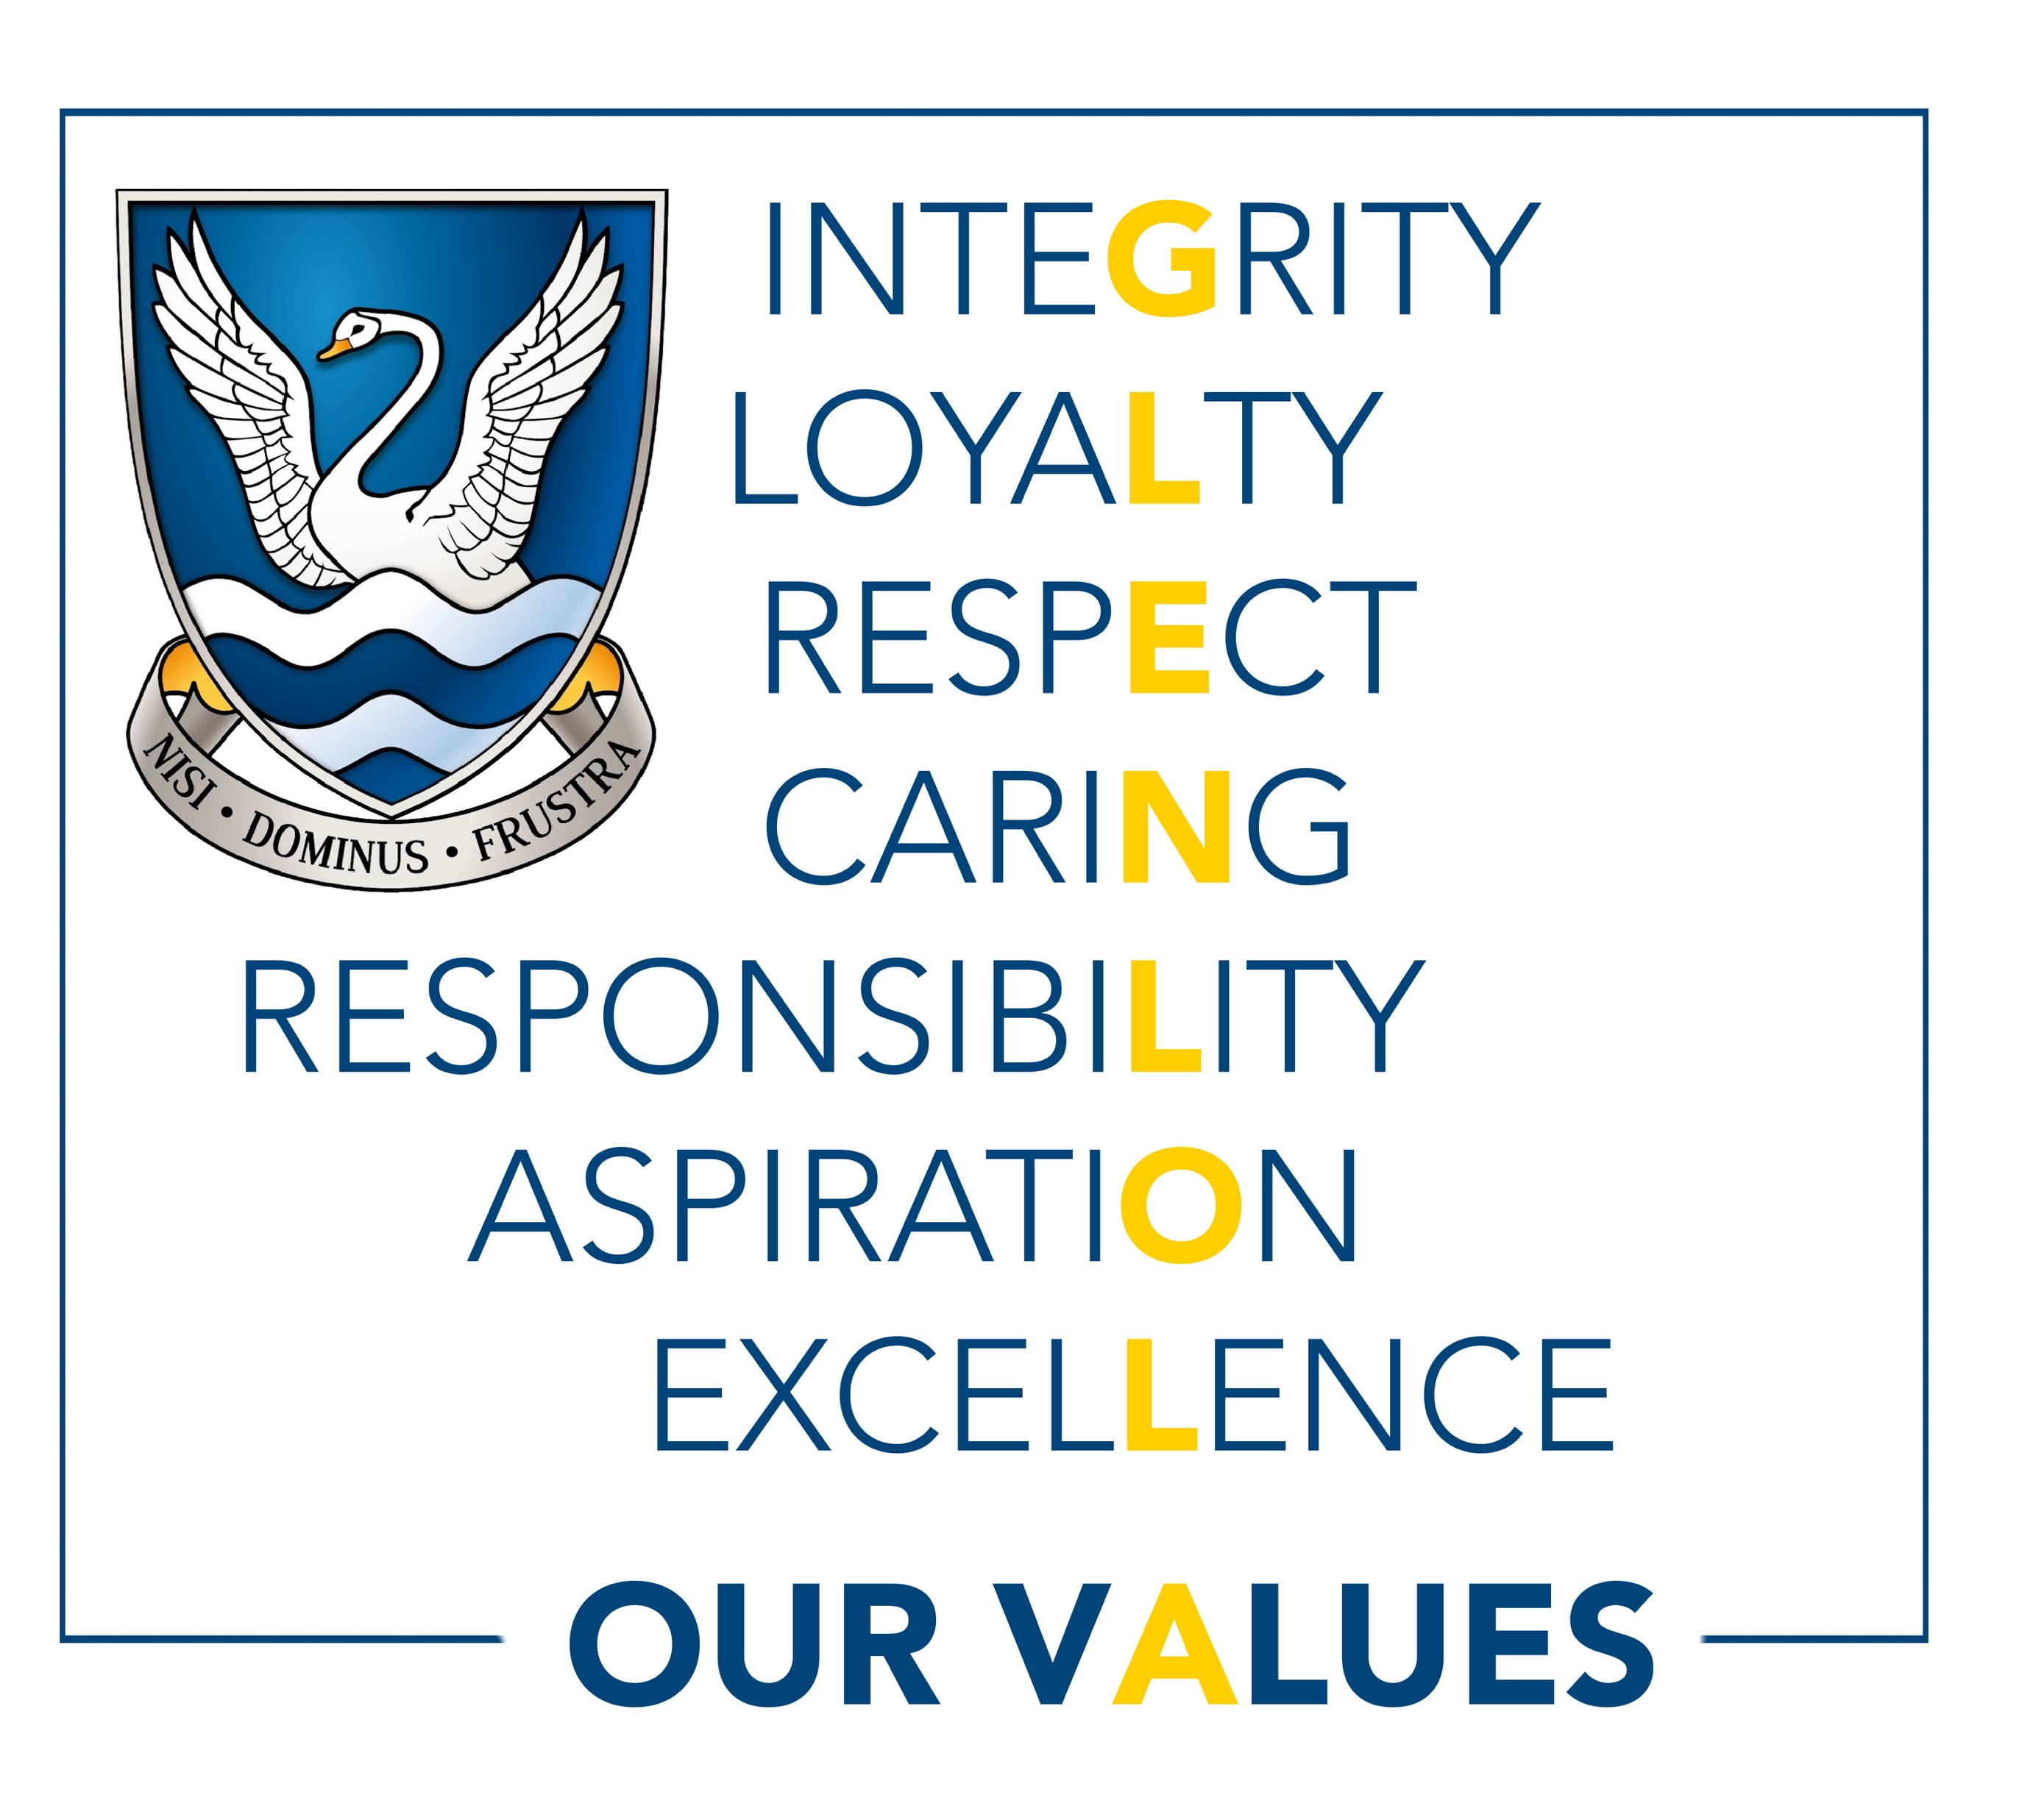 INTEGRITY
LOYALTY
RESPECT
CARING
NISI • DOMINUS • FRUSTRA
RESPONSIBILITY
ASPIRATION
EXCELLENCE
OUR VALUES